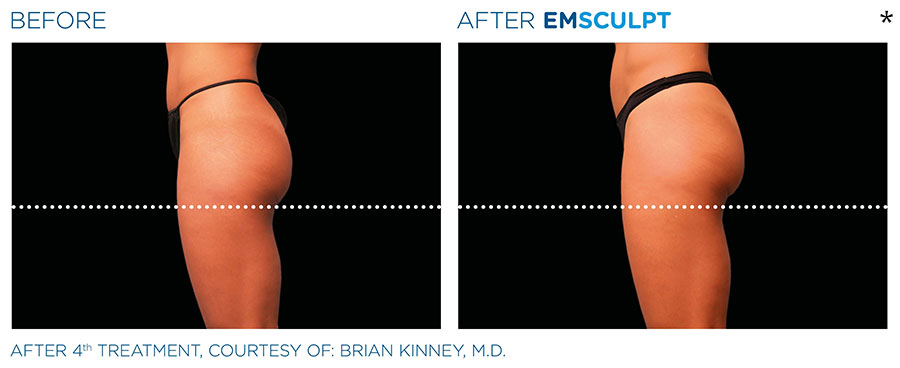 BEFORE
AFTER EMSCULPT
*
AFTER 4th TREATMENT, COURTESY OF: BRIAN KINNEY, M.D.